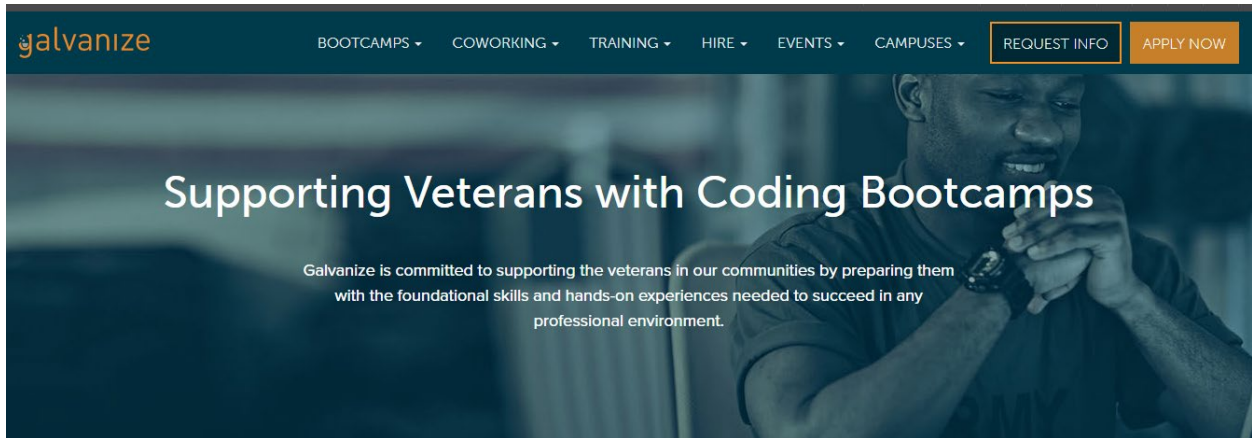 galvanize BOOTCAMPS COWORKING TRAINING HIRE EVENTS CAMPUSES REQUEST INFO APPLY NOW
Supporting Veterans with Coding Bootcamps
Galvanize is committed to supporting the veterans in our communities by preparing them
with the foundational skills and hands-on experiences needed to succeed in any
professional environment.